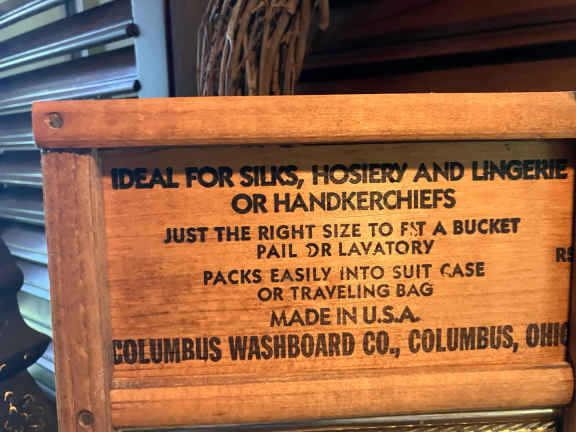 IDEAL FOR SILKS, HOSIERY AND LINGERIE
OR HANDKERCHIEFS
JUST THE RIGHT SIZE TO FIT A BUCKET
PAIL OR LAVATORY
PACKS EASILY INTO SUIT CASE
OR TRAVELING BAG
MADE IN U.S.A.
COLUMBUS WASHBOARD CO., COLUMBUS, OHIO